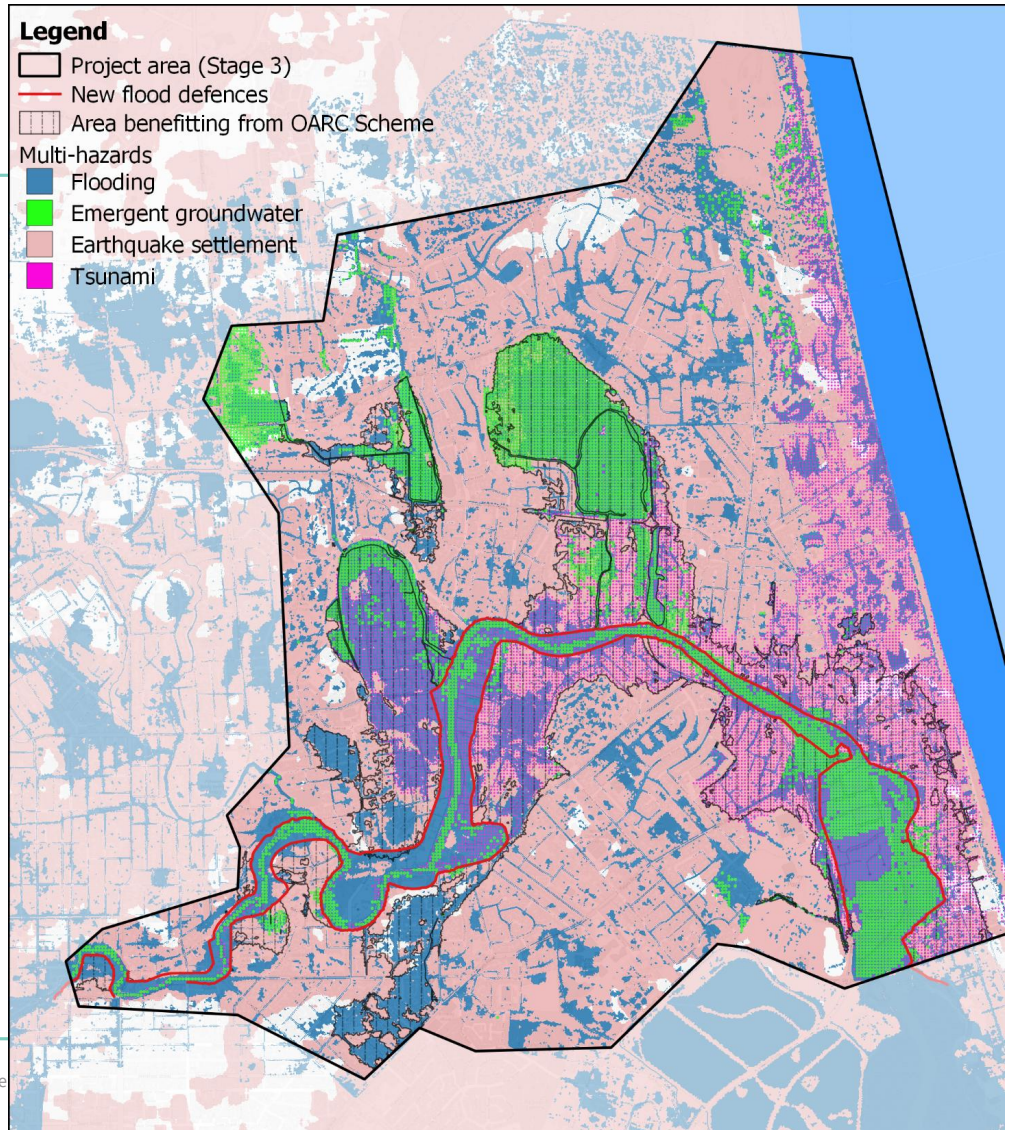 Legend
Project area (Stage 3)
New flood defences
Area benefitting from OARC Scheme
Multi-hazards
Flooding
Emergent groundwater
Earthquake settlement
Tsunami
e